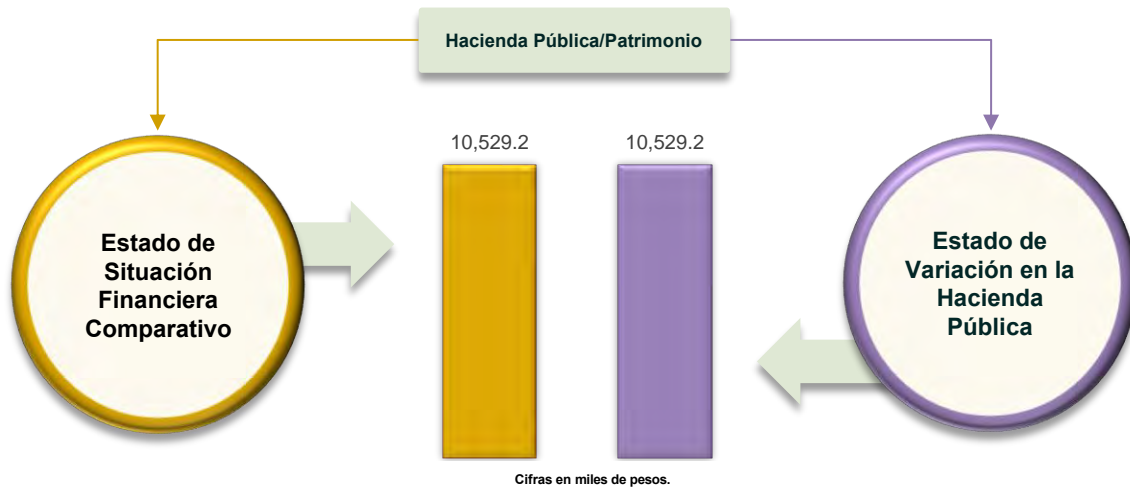 Hacienda Pública/Patrimonio
10,529.2
10,529.2
Estado de
Situación
Financiera
Comparativo
Estado de
Variación en la
Hacienda
Pública
Cifras en miles de pesos.